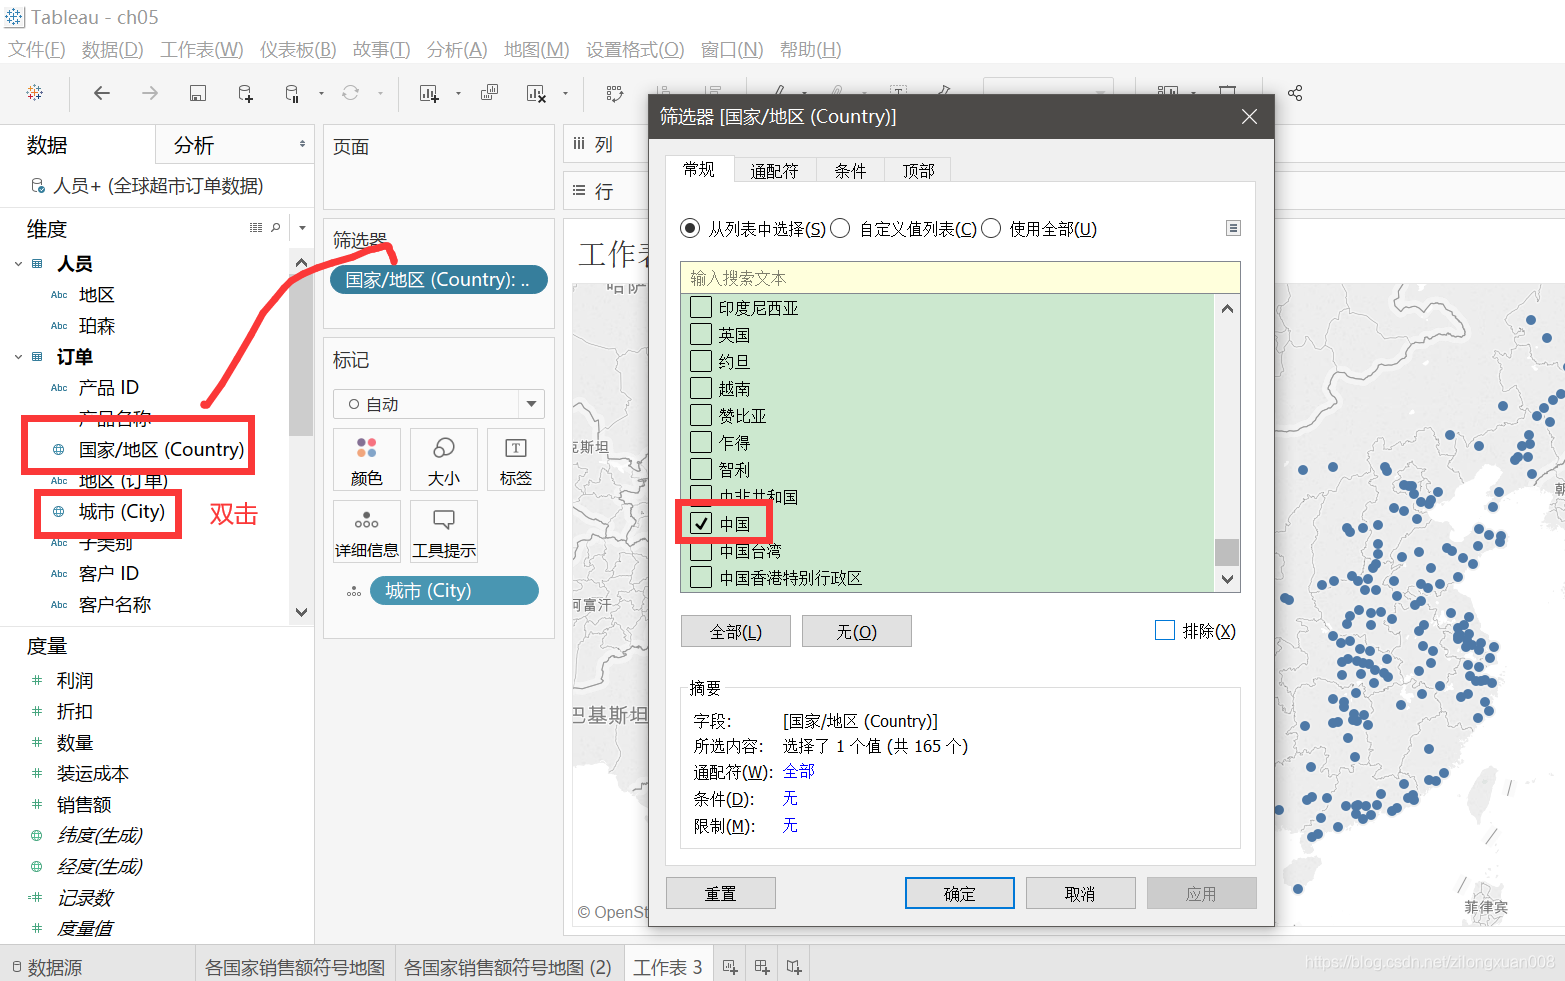 Tableau - ch05
文件(F) 数据(D) 工作表(W) 仪表板(B) 故事(T) 分析(A) 地图(M) 设置格式(O) 窗口(N) 帮助(H)
数据 分析
人员+ (全球超市订单数据)
维度
人员
Abc 地区
Abc 珀森
订单
Abc 产品 ID
产品名称
国家/地区 (Country)
Abc 地区 (订单)
城市 (City)
双击
Abc 子类别
Abc 客户 ID
Abc 客户名称
度量
利润
折扣
数量
装运成本
销售额
纬度(生成)
经度(生成)
记录数
度量值
页面
筛选器
国家/地区 (Country): ..
标记
自动
颜色 大小 标签
详细信息 工具提示
城市 (City)
列
行
工作表
哈萨
克斯坦
阿富汗
巴基斯坦
© OpenSt
筛选器 [国家/地区 (Country)]
常规 通配符 条件 顶部
从列表中选择(S) 自定义值列表(C) 使用全部(U)
输入搜索文本
印度尼西亚
英国
约旦
越南
赞比亚
乍得
智利
中非共和国
中国
中国台湾
中国香港特别行政区
全部(L) 无(O) 排除(X)
摘要
字段: [国家/地区 (Country)]
所选内容: 选择了 1 个值 (共 165 个)
通配符(W): 全部
条件(D): 无
限制(M): 无
重置 确定 取消 应用
朝
菲律宾
数据源 各国家销售额符号地图 各国家销售额符号地图 (2) 工作表 3
https://blog.csdn.net/zilongxuan008